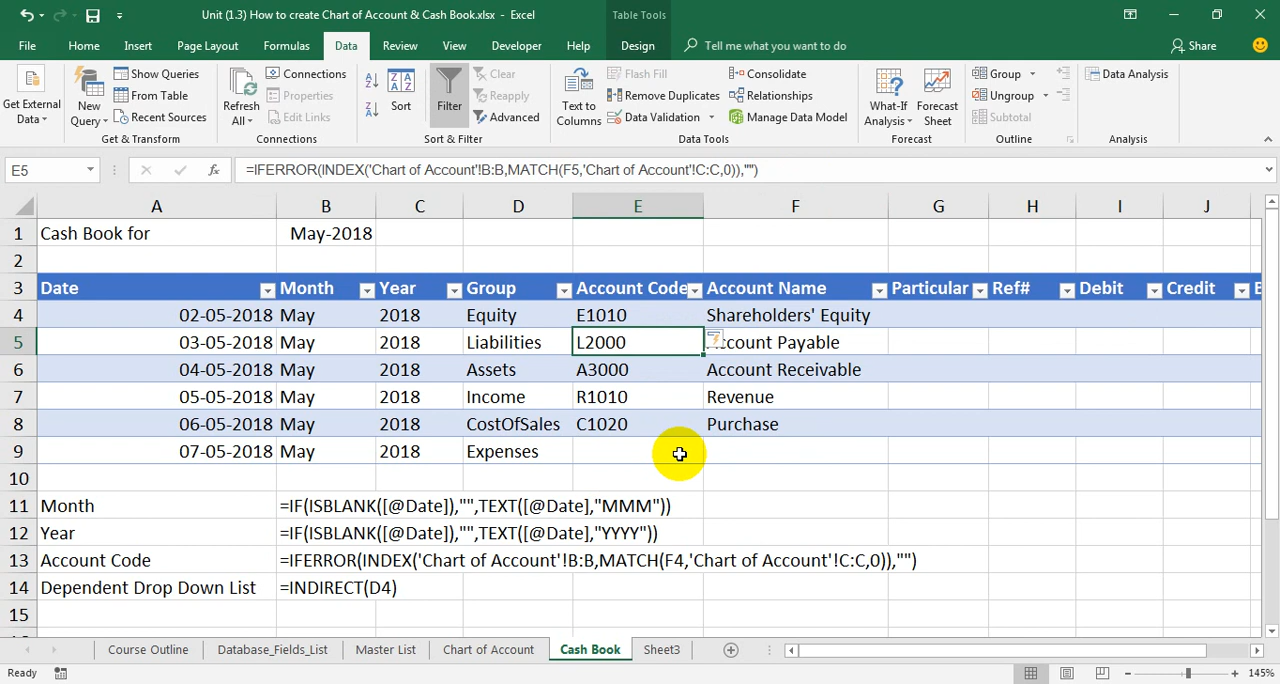 Unit (1.3) How to create Chart of Account & Cash Book.xlsx - Excel
Table Tools
File Home Insert Page Layout Formulas Data Review View Developer Help Design Tell me what you want to do Share
Get External Data
New Query
Show Queries
From Table
Recent Sources
Get & Transform
Refresh All
Connections
Properties
Edit Links
Connections
Sort
Filter
Clear
Reapply
Advanced
Sort & Filter
Text to Columns
Flash Fill
Remove Duplicates
Data Validation
Consolidate
Relationships
Manage Data Model
Data Tools
What-If Analysis
Forecast Sheet
Forecast
Group
Ungroup
Subtotal
Outline
Data Analysis
Analysis
E5 fx =IFERROR(INDEX('Chart of Account'!B:B,MATCH(F5,'Chart of Account'!C:C,0)),"")
A B C D E F G H I J
1 Cash Book for May-2018
2
3 Date Month Year Group Account Code Account Name Particular Ref# Debit Credit
4 02-05-2018 May 2018 Equity E1010 Shareholders' Equity
5 03-05-2018 May 2018 Liabilities L2000 count Payable
6 04-05-2018 May 2018 Assets A3000 Account Receivable
7 05-05-2018 May 2018 Income R1010 Revenue
8 06-05-2018 May 2018 CostOfSales C1020 Purchase
9 07-05-2018 May 2018 Expenses
10
11 Month =IF(ISBLANK([@Date]),"",TEXT([@Date],"MMM"))
12 Year =IF(ISBLANK([@Date]),"",TEXT([@Date],"YYYY"))
13 Account Code =IFERROR(INDEX('Chart of Account'!B:B,MATCH(F4,'Chart of Account'!C:C,0)),"")
14 Dependent Drop Down List =INDIRECT(D4)
15
Course Outline Database_Fields_List Master List Chart of Account Cash Book Sheet3
Ready 145%